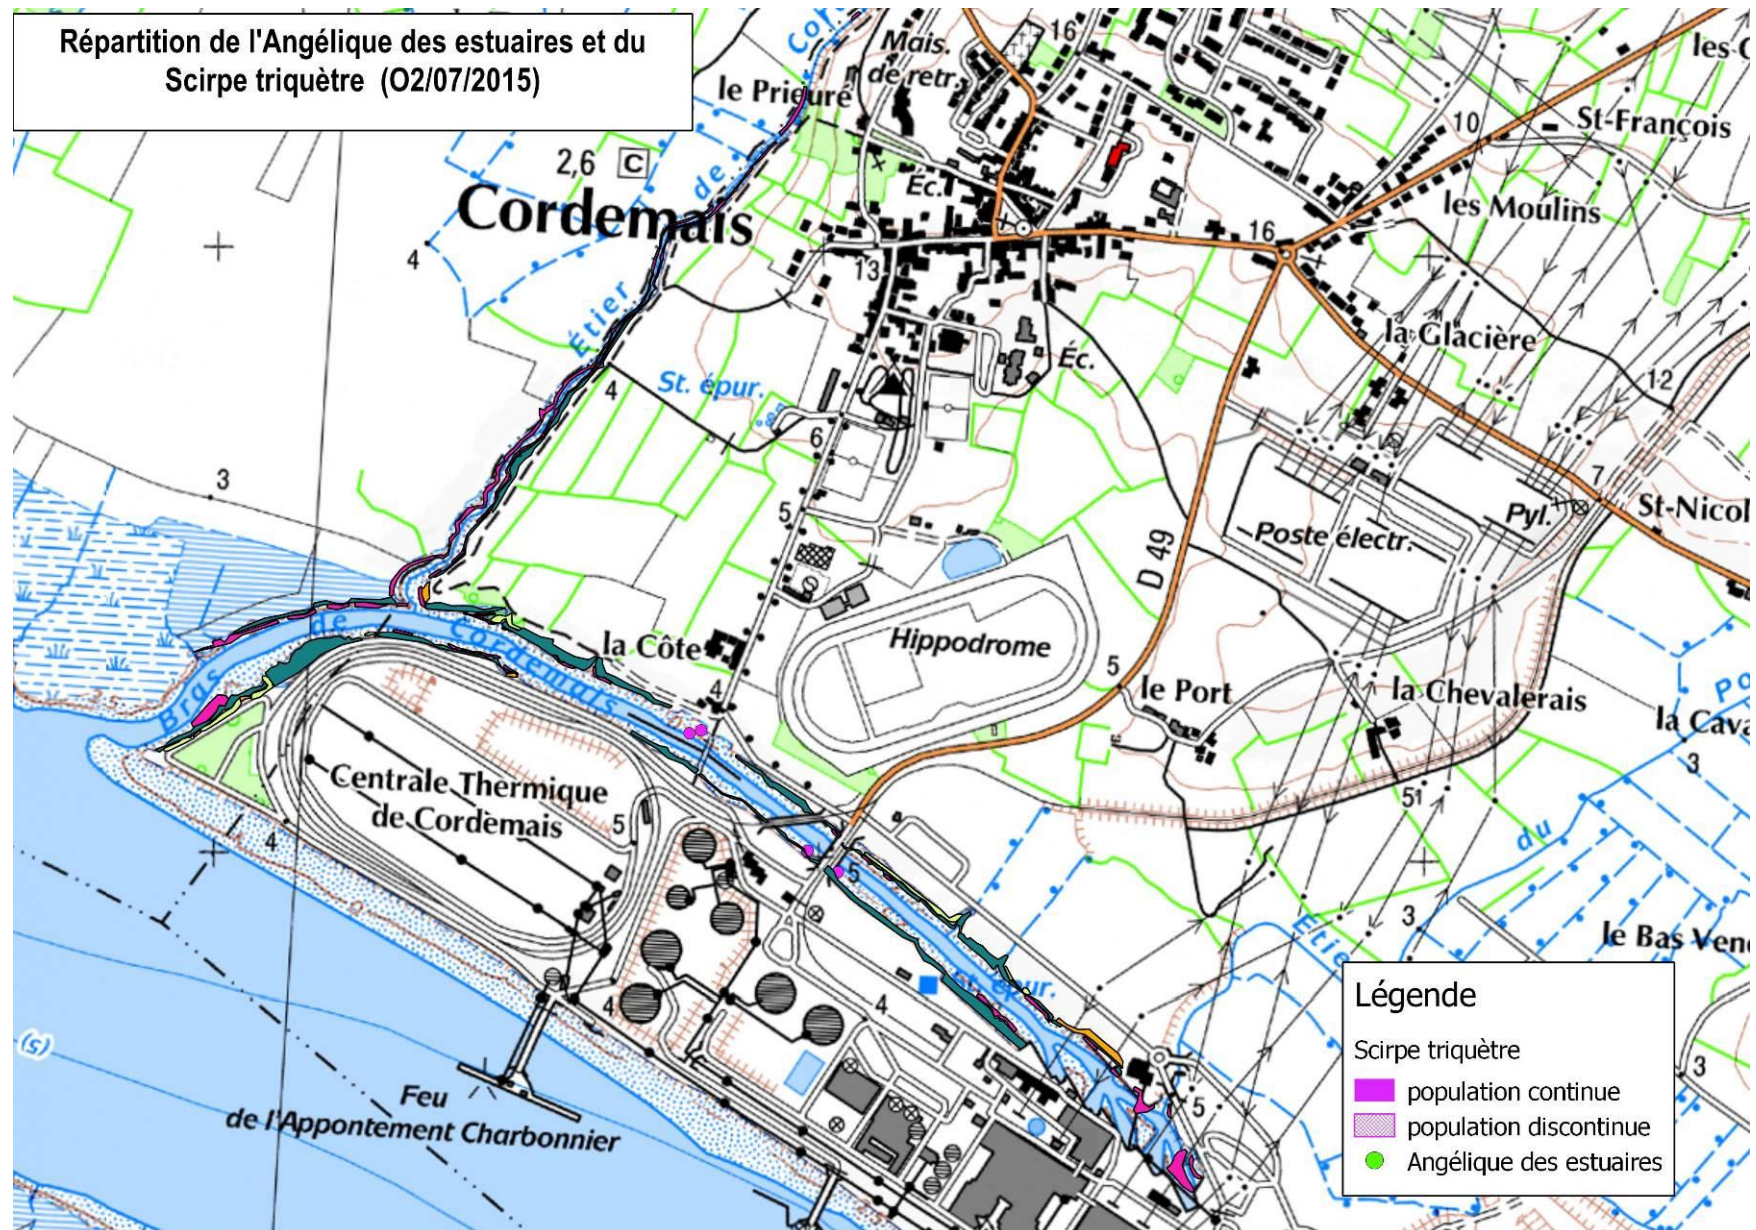 Répartition de l'Angélique des estuaires et du
Scirpe triquètre (O2/07/2015)
Mais.
de retr.
16
le Prieuré
St-François
10
2,6 C
de
Éc.
Cordemais
les Moulins
16
4
13
Étier
la Glacière
Éc.
12
St. épur.
4
6
3
5
7
Pyl.
St-Nicol
Poste électr.
D 49
de
Cordemais
la Côte
Hippodrome
5
le Port
la Chevalerais
Bras
4
la Cava
3
Centrale Thermique
de Cordemais
5
4
51
du
5
3
Étier
le Bas Vene
St. épur.
4
4
(s)
Feu
de l'Appontement Charbonnier
5
3
Légende
Scirpe triquètre
population continue
population discontinue
Angélique des estuaires